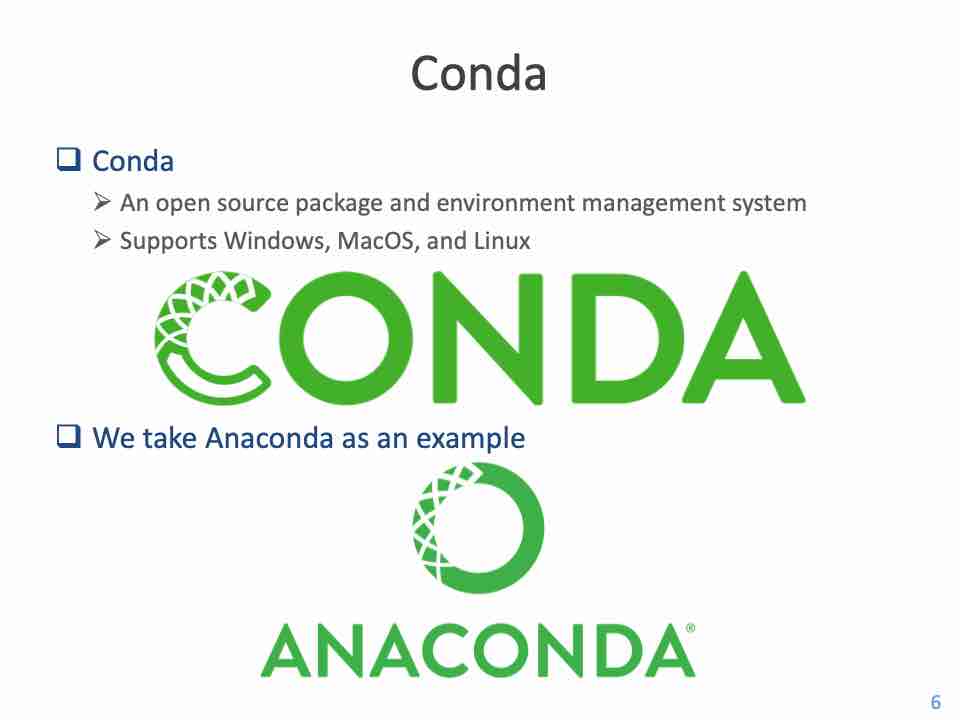 Conda
Conda
An open source package and environment management system
Supports Windows, MacOS, and Linux
CONDA
We take Anaconda as an example
ANACONDA®
6